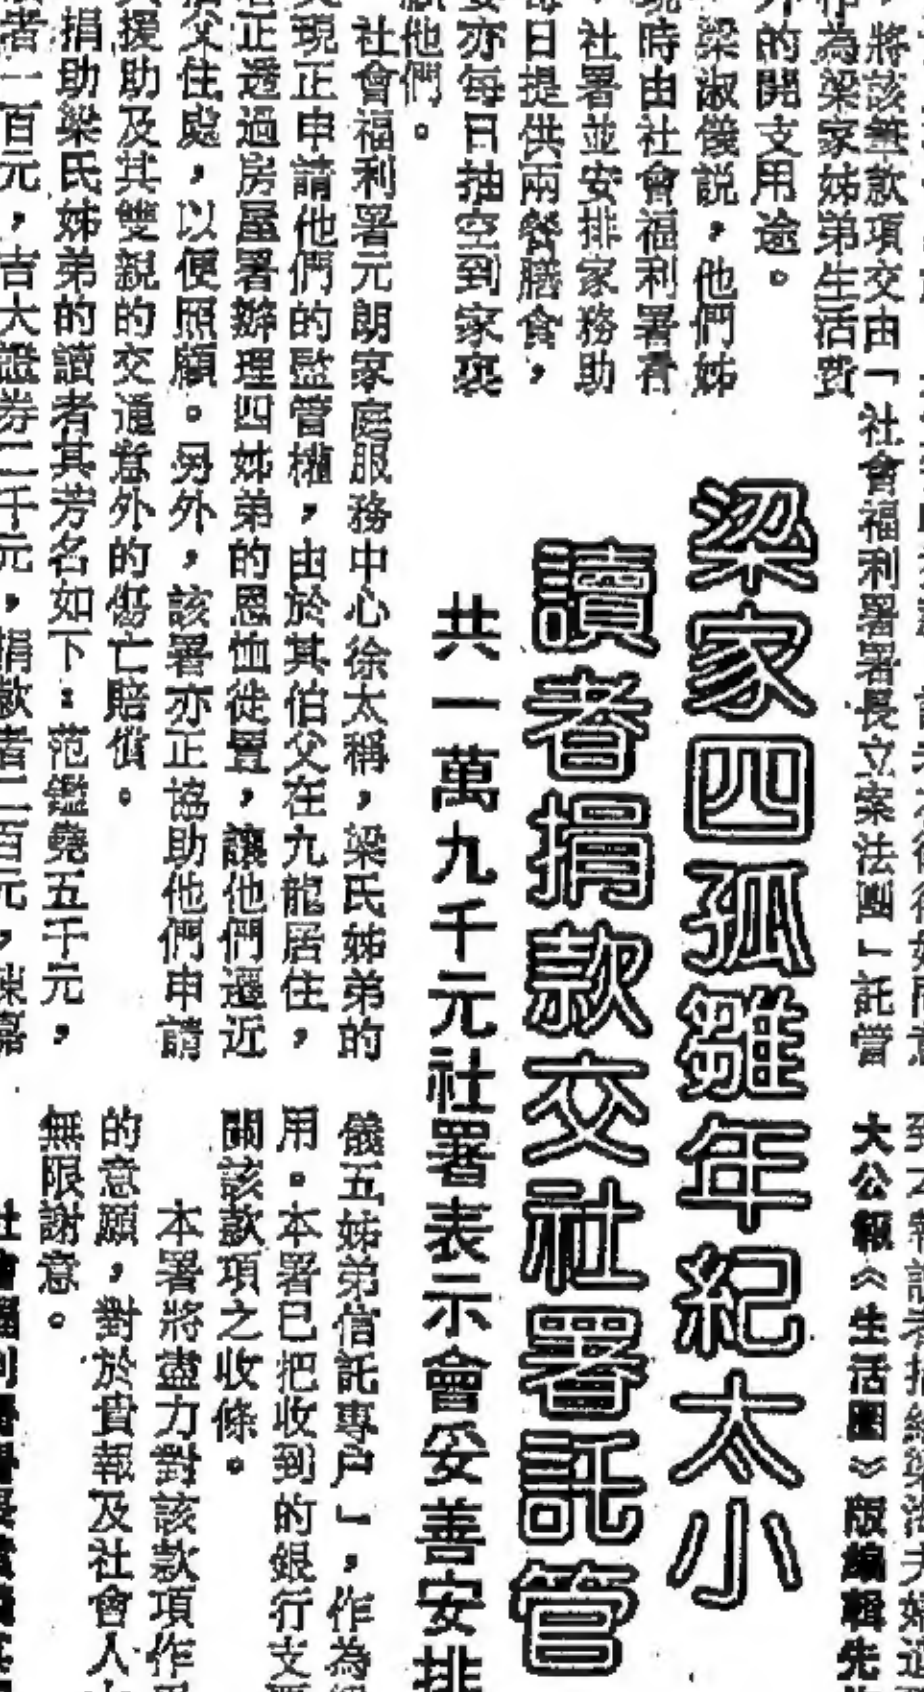 梁家四孤雛年紀太小
讀者捐款交社署託管
共一萬九千元社署表示會妥善安排
將該筆款項交由「社會福利署署長立案法團」託管
作為梁家姊弟生活費
外的開支用途。
梁淑儀說，他們姊
現時由社會福利署看
社署並安排家務助
每日提供兩餐膳食，
亦每日抽空到家裏
顧他們。
社會福利署元朗家庭服務中心徐太稱，梁氏姊弟的
現正申請他們的監管權，由於其伯父在九龍居住，
正透過房屋署辦理四姊弟的恩恤徙置，讓他們遷近
父住處，以便照顧。另外，該署亦正協助他們申請
援助及其雙親的交通意外的傷亡賠償。
捐助梁氏姊弟的讀者其芳名如下：范鑑堯五千元，
者一百元，吉大證券二千元，捐款者二百元，陳嘉
大公報《生活圈》版編輯先
儀五姊弟信託專戶」，作為
用。本署已把收到的銀行支
關該款項之收條。
本署將盡力對該款項作
的意願，對於貴報及社會人
無限謝意。